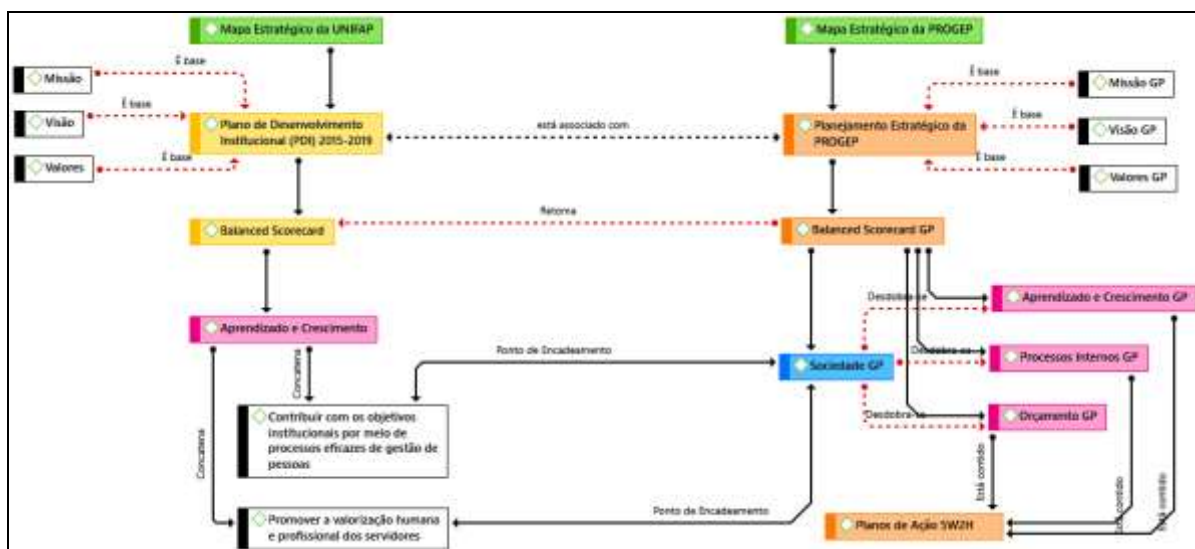 Mapa Estratégico da UNIFAP
Mapa Estratégico da PROGEP
É base
Missão
É base
Missão GP
É base
Visão
Plano de Desenvolvimento
Institucional (PDI) 2015-2019
está associado com
Planejamento Estratégico da
PROGEP
É base
Visão GP
É base
Valores
É base
Valores GP
Retorna
Balanced Scorecard
Balanced Scorecard GP
Desdobra-se
Aprendizado e Crescimento GP
Aprendizado e Crescimento
Ponto de Encadeamento
Sociedade GP
Desdobra-se
Processos Internos GP
Concatena
Contribuir com os objetivos
institucionais por meio de
processos eficazes de gestão de
pessoas
Desdobra-se
Orçamento GP
Concatena
Está contido
Está contido
Está contido
Ponto de Encadeamento
Promover a valorização humana
e profissional dos servidores
Planos de Ação 5W2H